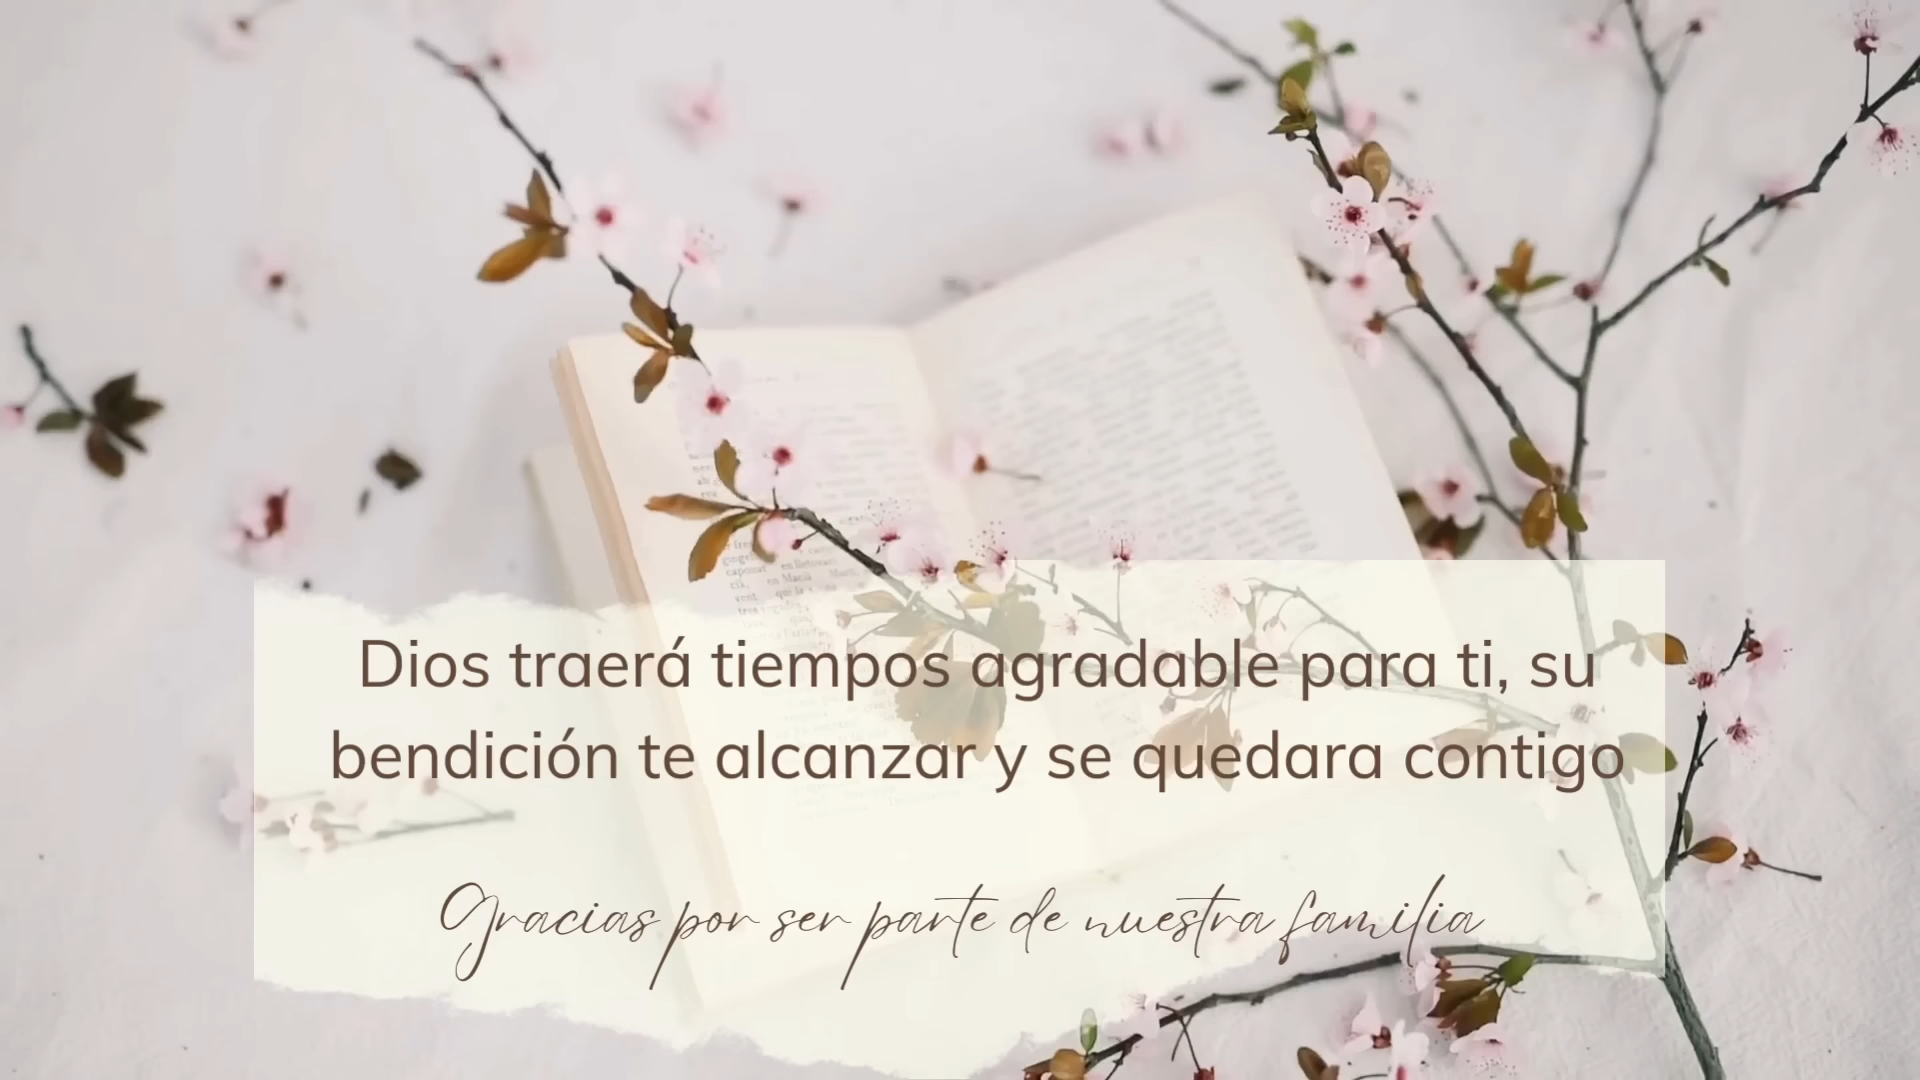 Dios traerá tiempos agradable para ti, su
bendición te alcanzar y se quedara contigo
Gracias por ser parte de nuestra familia